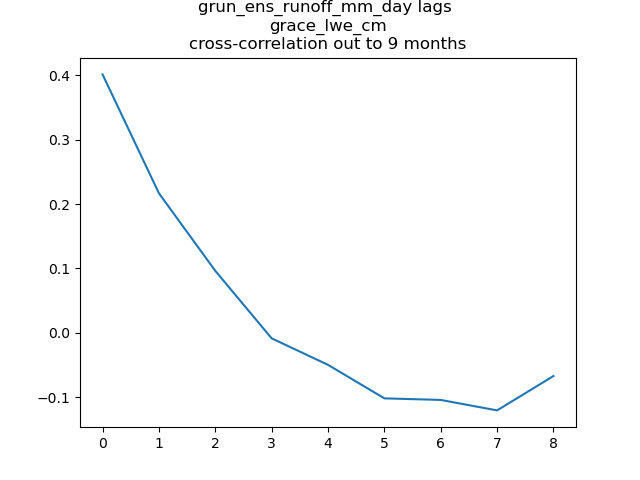 grun_ens_runoff_mm_day lags
grace_lwe_cm
cross-correlation out to 9 months
0.4
0.3
0.2
0.1
0.0
−0.1
0 1 2 3 4 5 6 7 8